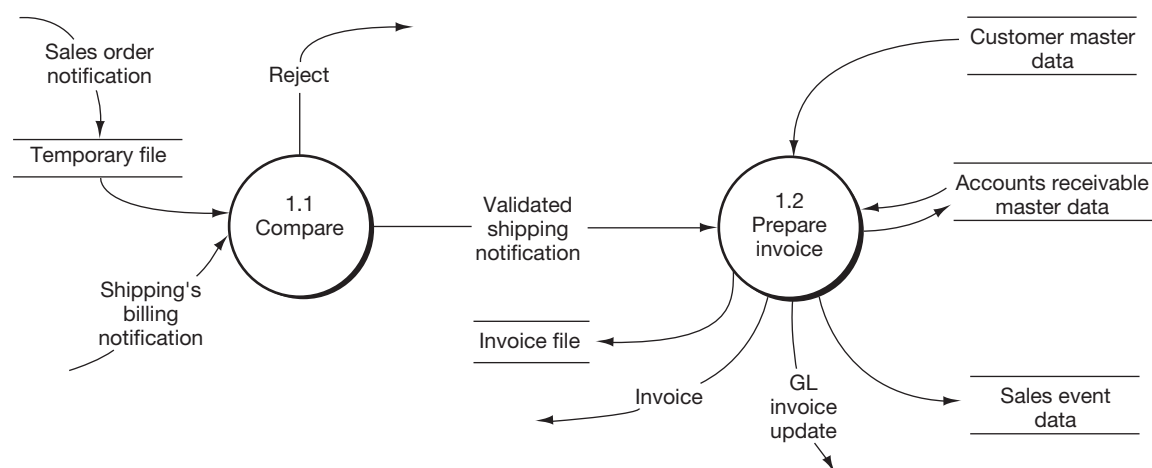 Sales order
notification
Reject
Customer master
data
Temporary file
1.1
Compare
Validated
shipping
notification
1.2
Prepare
invoice
Accounts receivable
master data
Shipping's
billing
notification
Invoice file
Invoice
GL
invoice
update
Sales event
data